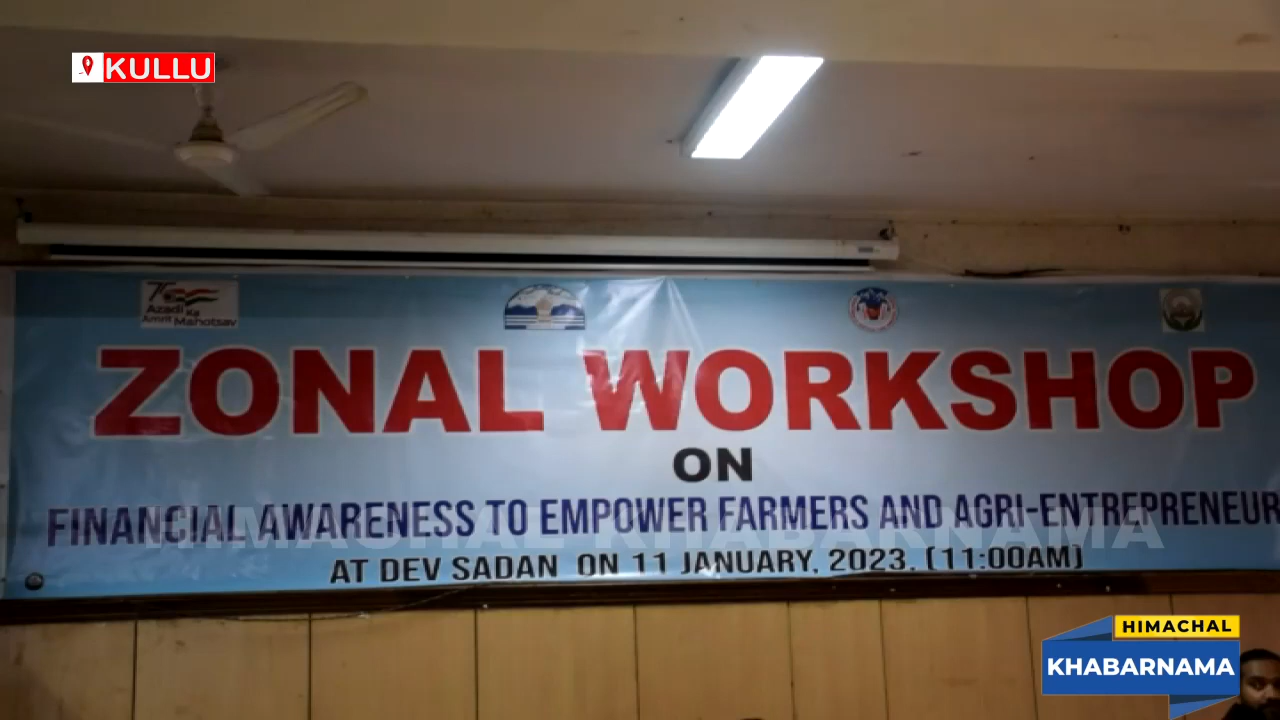 KULLU
75
Azadi Ka
Amrit Mahotsav
ZONAL WORKSHOP
ON
FINANCIAL AWARENESS TO EMPOWER FARMERS AND AGRI-ENTREPRENEUR
HIMACHAL KHABARNAMA
AT DEV SADAN ON 11 JANUARY, 2023, (11:00AM)
HIMACHAL
KHABARNAMA